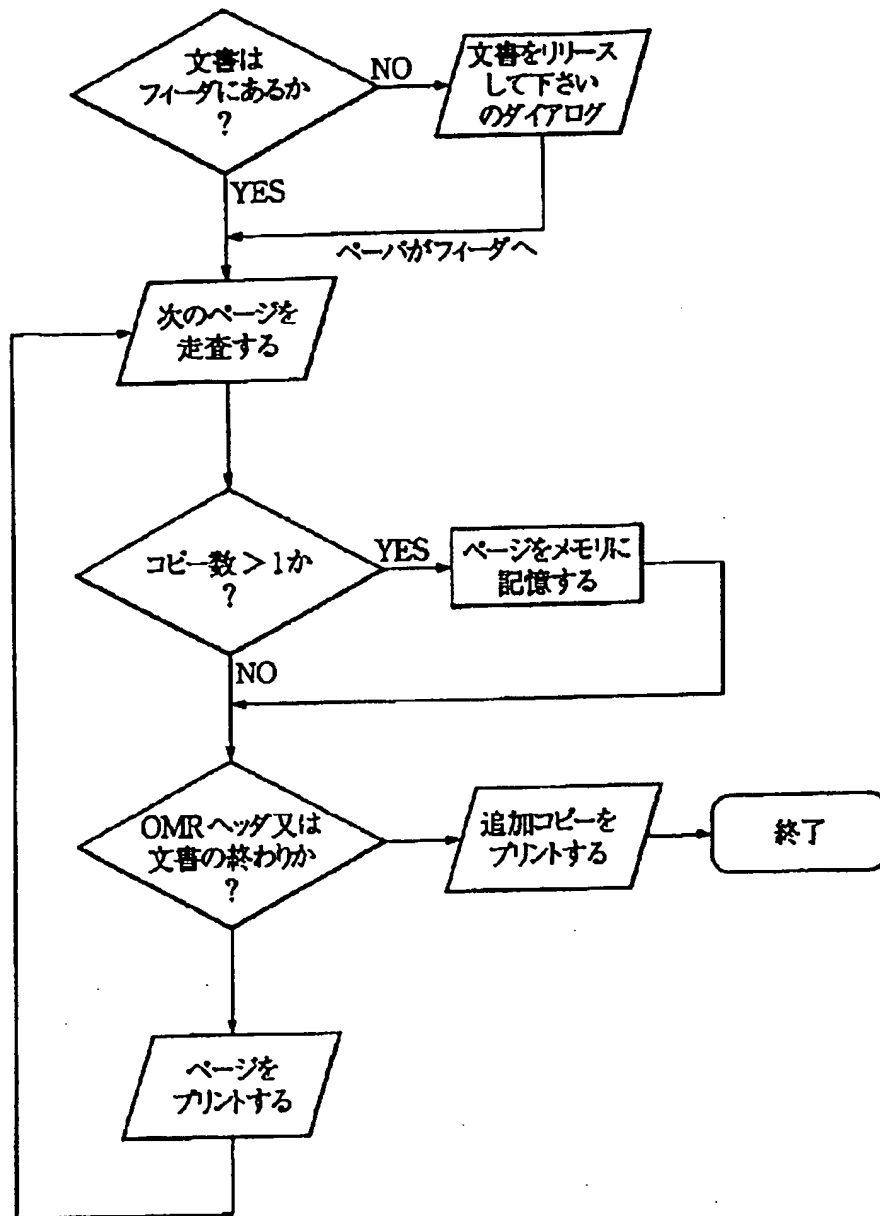 文書は
フィーダにあるか
?
NO
文書をリリース
して下さい
のダイアログ
YES
ペーパがフィーダへ
次のページを
走査する
コピー数>1か
?
YES
ページをメモリに
記憶する
NO
OMRヘッダ又は
文書の終わりか
?
追加コピーを
プリントする
終了
ページを
プリントする